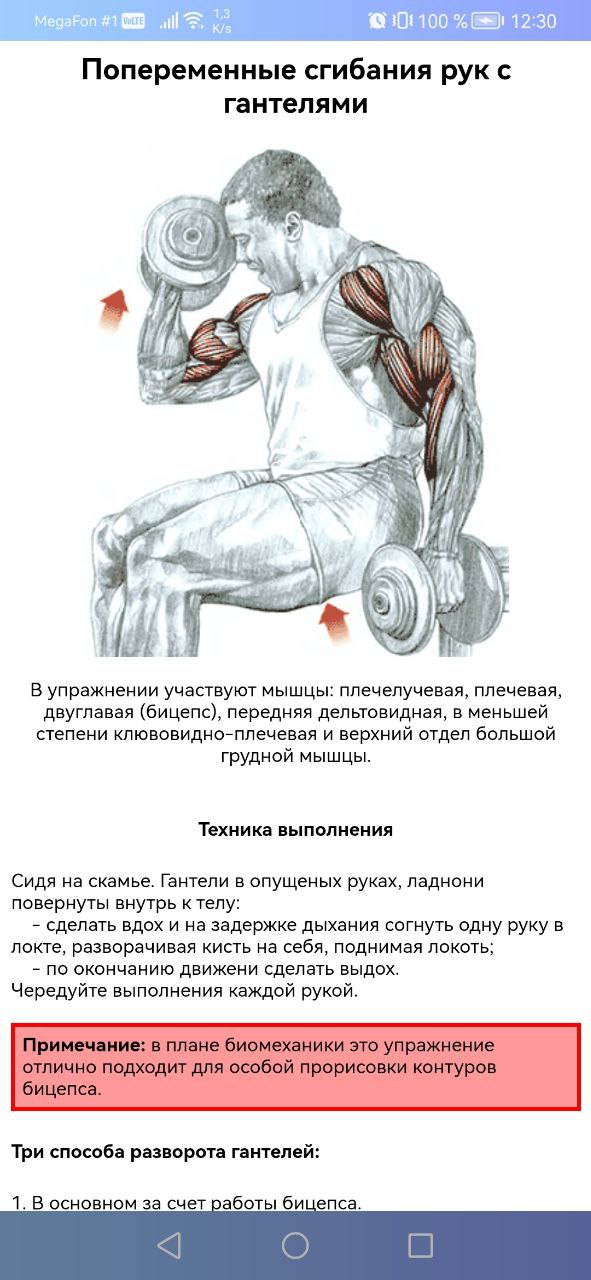 MegaFon #1 VoLTE 1,3 K/s 100 % 12:30
Попеременные сгибания рук с
гантелями
В упражнении участвуют мышцы: плечелучевая, плечевая,
двуглавая (бицепс), передняя дельтовидная, в меньшей
степени клювовидно-плечевая и верхний отдел большой
грудной мышцы.
Техника выполнения
Сидя на скамье. Гантели в опущеных руках, ладнони
повернуты внутрь к телу:
- сделать вдох и на задержке дыхания согнуть одну руку в
локте, разворачивая кисть на себя, поднимая локоть;
- по окончанию движени сделать выдох.
Чередуйте выполнения каждой рукой.
Примечание: в плане биомеханики это упражнение
отлично подходит для особой прорисовки контуров
бицепса.
Три способа разворота гантелей:
1. В основном за счет работы бицепса.